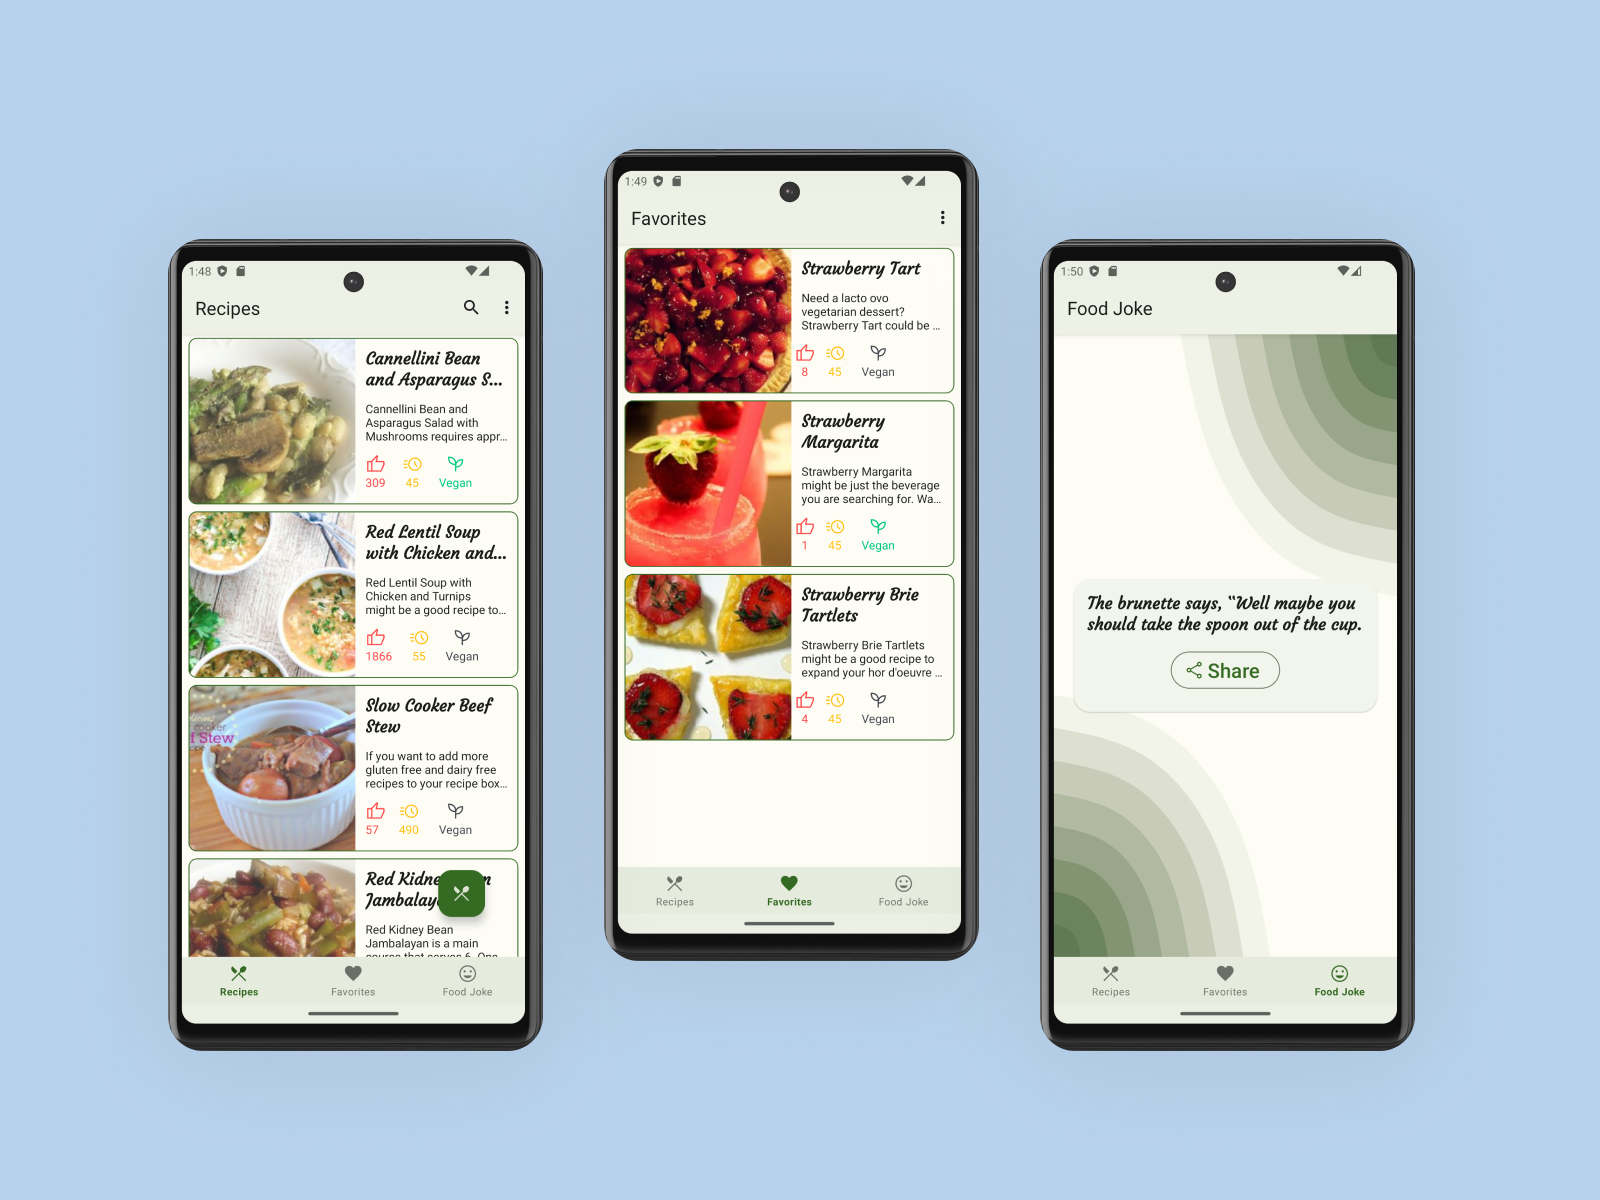 1:48
Recipes
Cannellini Bean
and Asparagus S...
Cannellini Bean and
Asparagus Salad with
Mushrooms requires appr...
309
45
Vegan
Red Lentil Soup
with Chicken and...
Red Lentil Soup with
Chicken and Turnips
might be a good recipe to...
1866
55
Vegan
cooker
f Stew
Slow Cooker Beef
Stew
If you want to add more
gluten free and dairy free
recipes to your recipe box...
57
490
Vegan
Red Kidne n
Jambalay
Red Kidney Bean
Jambalayan is a main
course that serves 6. One
Recipes
Favorites
Food Joke
1:49
Favorites
Strawberry Tart
Need a lacto ovo
vegetarian dessert?
Strawberry Tart could be ...
8
45
Vegan
Strawberry
Margarita
Strawberry Margarita
might be just the beverage
you are searching for. Wa...
1
45
Vegan
Strawberry Brie
Tartlets
Strawberry Brie Tartlets
might be a good recipe to
expand your hor d'oeuvre ...
4
45
Vegan
Recipes
Favorites
Food Joke
1:50
Food Joke
The brunette says, “Well maybe you
should take the spoon out of the cup.
Share
Recipes
Favorites
Food Joke